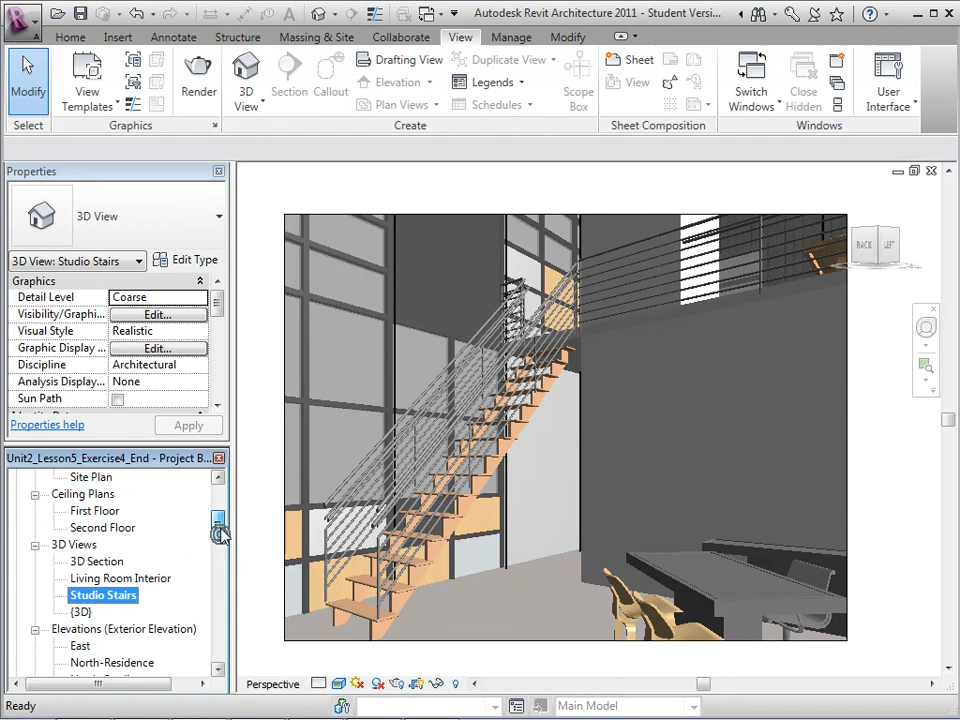 Autodesk Revit Architecture 2011 - Student Versi...
Home Insert Annotate Structure Massing & Site Collaborate View Manage Modify
Modify
View Templates
Render
3D View
Section
Callout
Drafting View
Elevation
Plan Views
Duplicate View
Legends
Schedules
Scope Box
Sheet
View
Switch Windows
Close Hidden
User Interface
Select Graphics Create Sheet Composition Windows
Properties
3D View
3D View: Studio Stairs Edit Type
Graphics
Detail Level Coarse
Visibility/Graphi... Edit...
Visual Style Realistic
Graphic Display ... Edit...
Discipline Architectural
Analysis Display... None
Sun Path
Properties help Apply
Unit2_Lesson5_Exercise4_End - Project B...
Site Plan
Ceiling Plans
First Floor
Second Floor
3D Views
3D Section
Living Room Interior
Studio Stairs
{3D}
Elevations (Exterior Elevation)
East
North-Residence
BACK LEFT
Perspective
Ready
Main Model